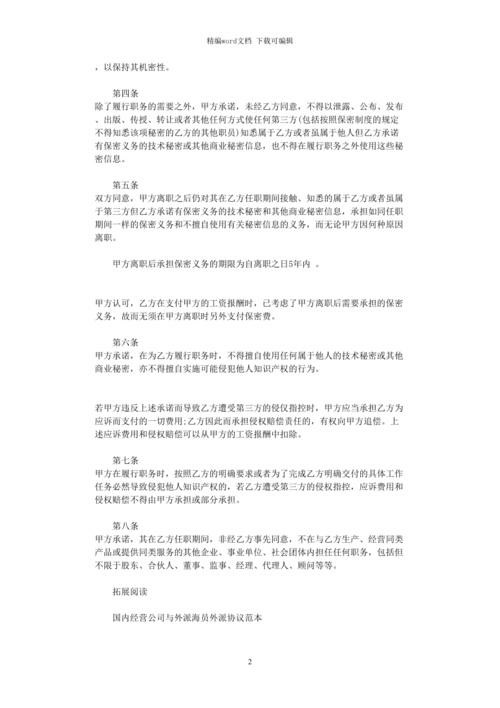 精编word文档 下载可编辑
，以保持其机密性。
第四条
除了履行职务的需要之外，甲方承诺，未经乙方同意，不得以泄露、公布、发布
、出版、传授、转让或者其他任何方式使任何第三方(包括按照保密制度的规定
不得知悉该项秘密的乙方的其他职员)知悉属于乙方或者虽属于他人但乙方承诺
有保密义务的技术秘密或其他商业秘密信息，也不得在履行职务之外使用这些秘
密信息。
第五条
双方同意，甲方离职之后仍对其在乙方任职期间接触、知悉的属于乙方或者虽属
于第三方但乙方承诺有保密义务的技术秘密和其他商业秘密信息，承担如同任职
期间一样的保密义务和不擅自使用有关秘密信息的义务，而无论甲方因何种原因
离职。
甲方离职后承担保密义务的期限为自离职之日5年内 。
甲方认可，乙方在支付甲方的工资报酬时，已考虑了甲方离职后需要承担的保密
义务，故而无须在甲方离职时另外支付保密费。
第六条
甲方承诺，在为乙方履行职务时，不得擅自使用任何属于他人的技术秘密或其他
商业秘密，亦不得擅自实施可能侵犯他人知识产权的行为。
若甲方违反上述承诺而导致乙方遭受第三方的侵仅指控时，甲方应当承担乙方为
应诉而支付的一切费用;乙方因此而承担侵权赔偿责任的，有权向甲方追偿。上
述应诉费用和侵权赔偿可以从甲方的工资报酬中扣除。
第七条
甲方在履行职务时，按照乙方的明确要求或者为了完成乙方明确交付的具体工作
任务必然导致侵犯他人知识产权的，若乙方遭受第三方的侵权指控，应诉费用和
侵权赔偿不得由甲方承担或部分承担。
第八条
甲方承诺，其在乙方任职期间，非经乙方事先同意，不在与乙方生产、经营同类
产品或提供同类服务的其他企业、事业单位、社会团体内担任任何职务，包括但
不限于股东、合伙人、董事、监事、经理、代理人、顾问等等。
拓展阅读
国内经营公司与外派海员外派协议范本
2